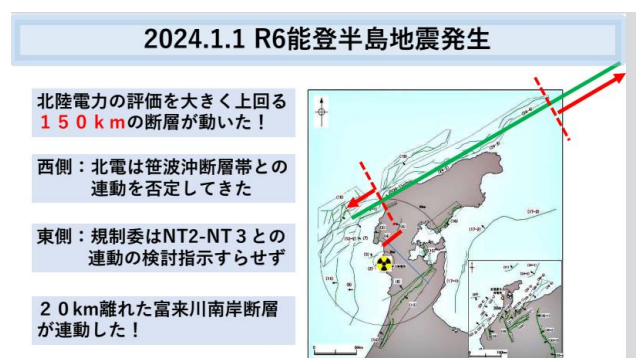 2024.1.1 R6能登半島地震発生
北陸電力の評価を大きく上回る
１５０ｋｍの断層が動いた！
西側：北電は笹波沖断層帯との
連動を否定してきた
東側：規制委はNT2-NT３との
連動の検討指示すらせず
２０km離れた富来川南岸断層
が連動した！